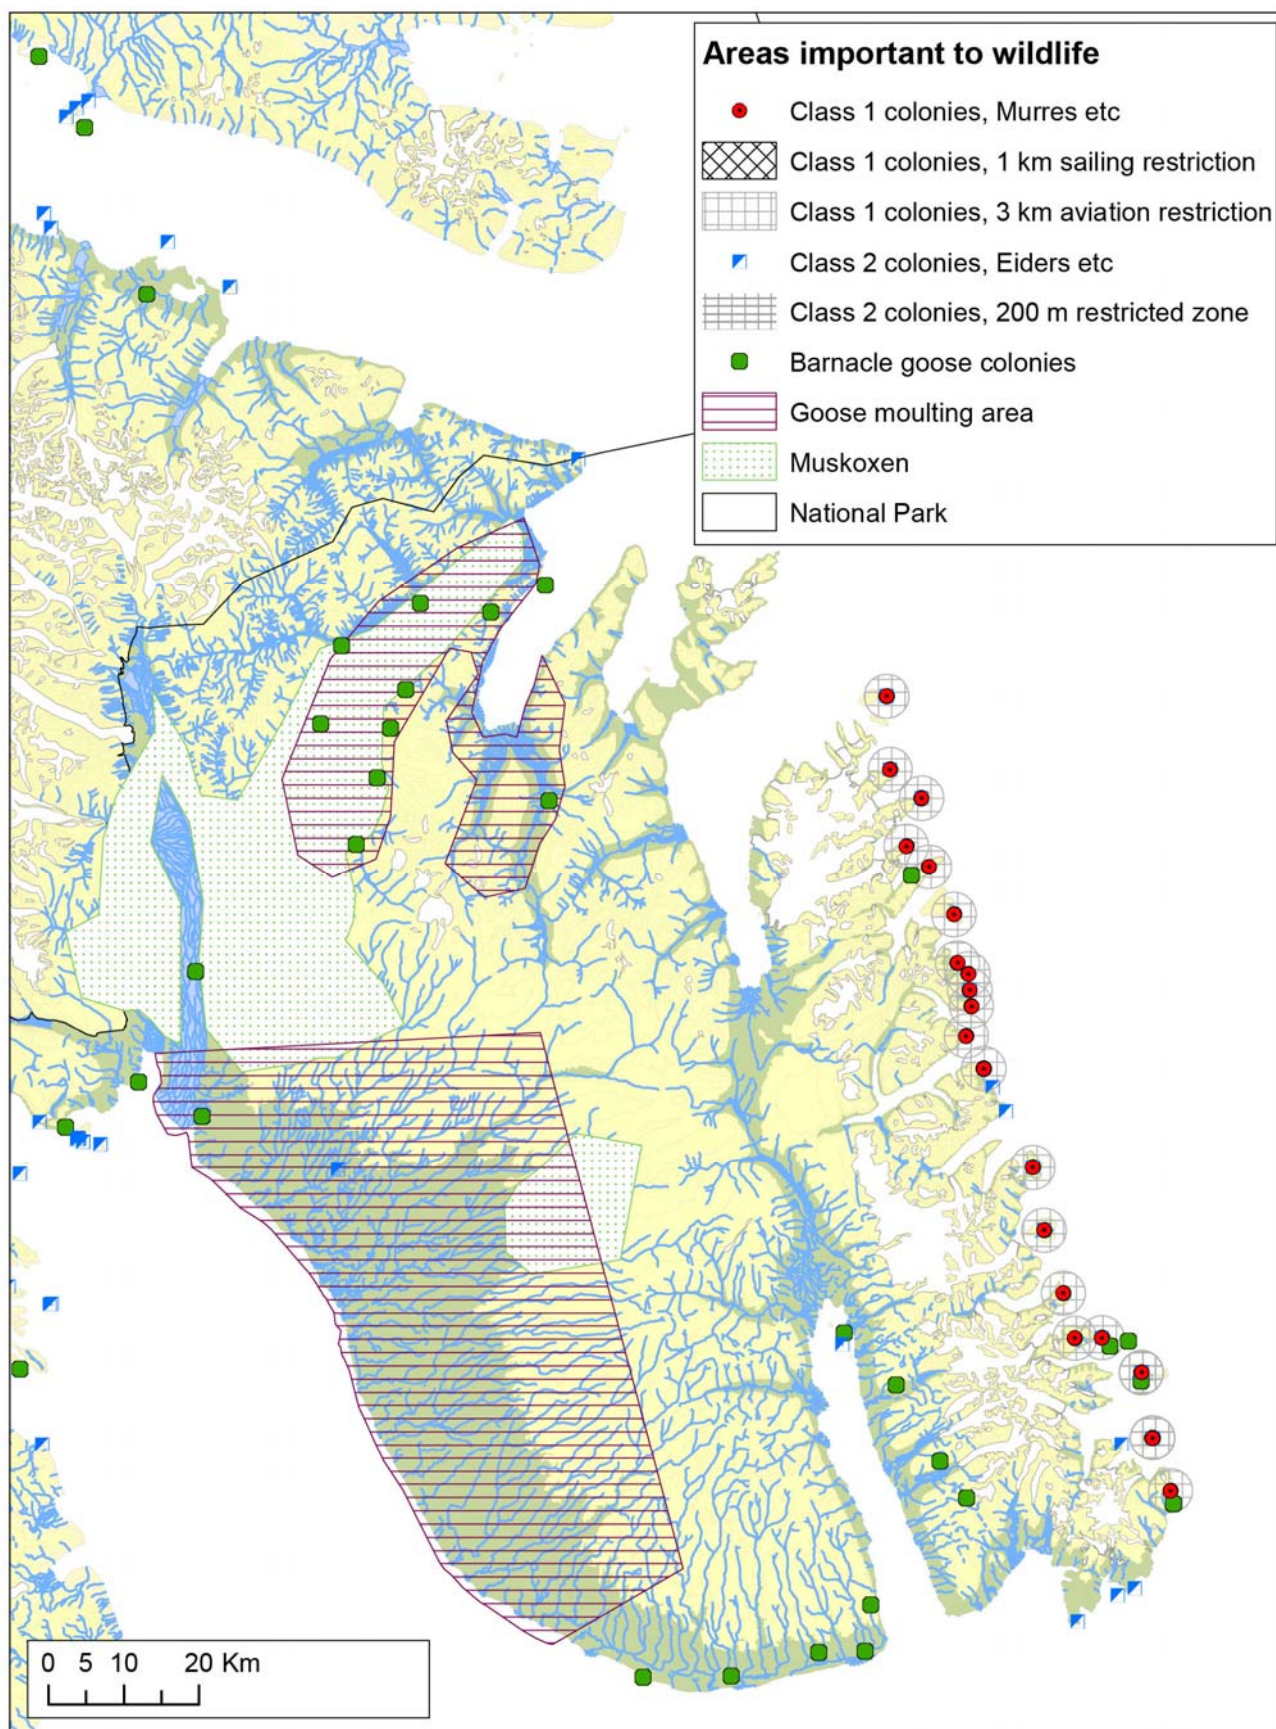 Areas important to wildlife
Class 1 colonies, Murres etc
Class 1 colonies, 1 km sailing restriction
Class 1 colonies, 3 km aviation restriction
Class 2 colonies, Eiders etc
Class 2 colonies, 200 m restricted zone
Barnacle goose colonies
Goose moulting area
Muskoxen
National Park
0 5 10 20 Km